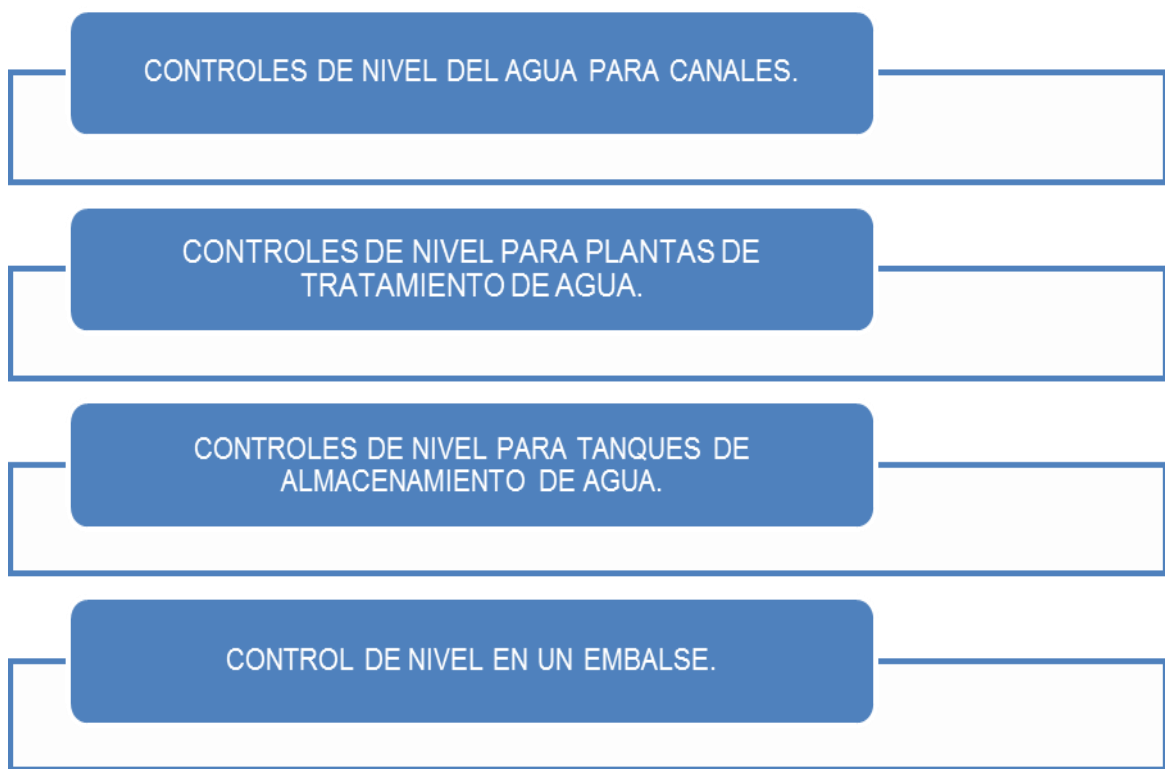 CONTROLES DE NIVEL DEL AGUA PARA CANALES.
CONTROLES DE NIVEL PARA PLANTAS DE
TRATAMIENTO DE AGUA.
CONTROLES DE NIVEL PARA TANQUES DE
ALMACENAMIENTO DE AGUA.
CONTROL DE NIVEL EN UN EMBALSE.